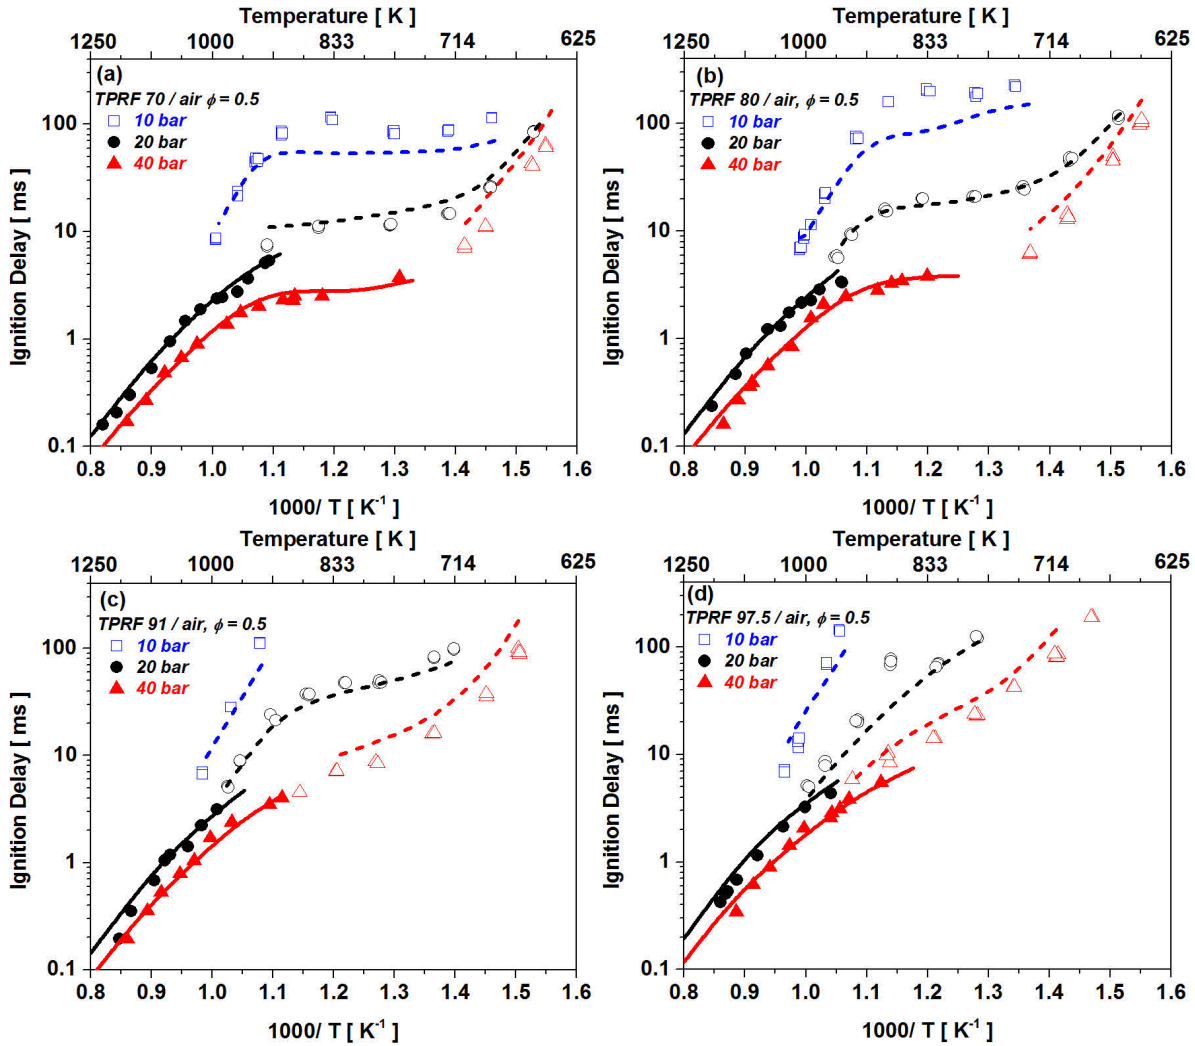 Temperature [ K ]
1250 1000 833 714 625
(a)
TPRF 70 / air ϕ = 0.5
10 bar
20 bar
40 bar
Ignition Delay [ ms ]
100
10
1
0.1
0.8 0.9 1.0 1.1 1.2 1.3 1.4 1.5 1.6
1000/ T [ K-1 ]
Temperature [ K ]
1250 1000 833 714 625
(b)
TPRF 80 / air, ϕ = 0.5
10 bar
20 bar
40 bar
Ignition Delay [ ms ]
100
10
1
0.1
0.8 0.9 1.0 1.1 1.2 1.3 1.4 1.5 1.6
1000/ T [ K-1 ]
Temperature [ K ]
1250 1000 833 714 625
(c)
TPRF 91 / air, ϕ = 0.5
10 bar
20 bar
40 bar
Ignition Delay [ ms ]
100
10
1
0.1
0.8 0.9 1.0 1.1 1.2 1.3 1.4 1.5 1.6
1000/ T [ K-1 ]
Temperature [ K ]
1250 1000 833 714 625
(d)
TPRF 97.5 / air, ϕ = 0.5
10 bar
20 bar
40 bar
Ignition Delay [ ms ]
100
10
1
0.1
0.8 0.9 1.0 1.1 1.2 1.3 1.4 1.5 1.6
1000/ T [ K-1 ]